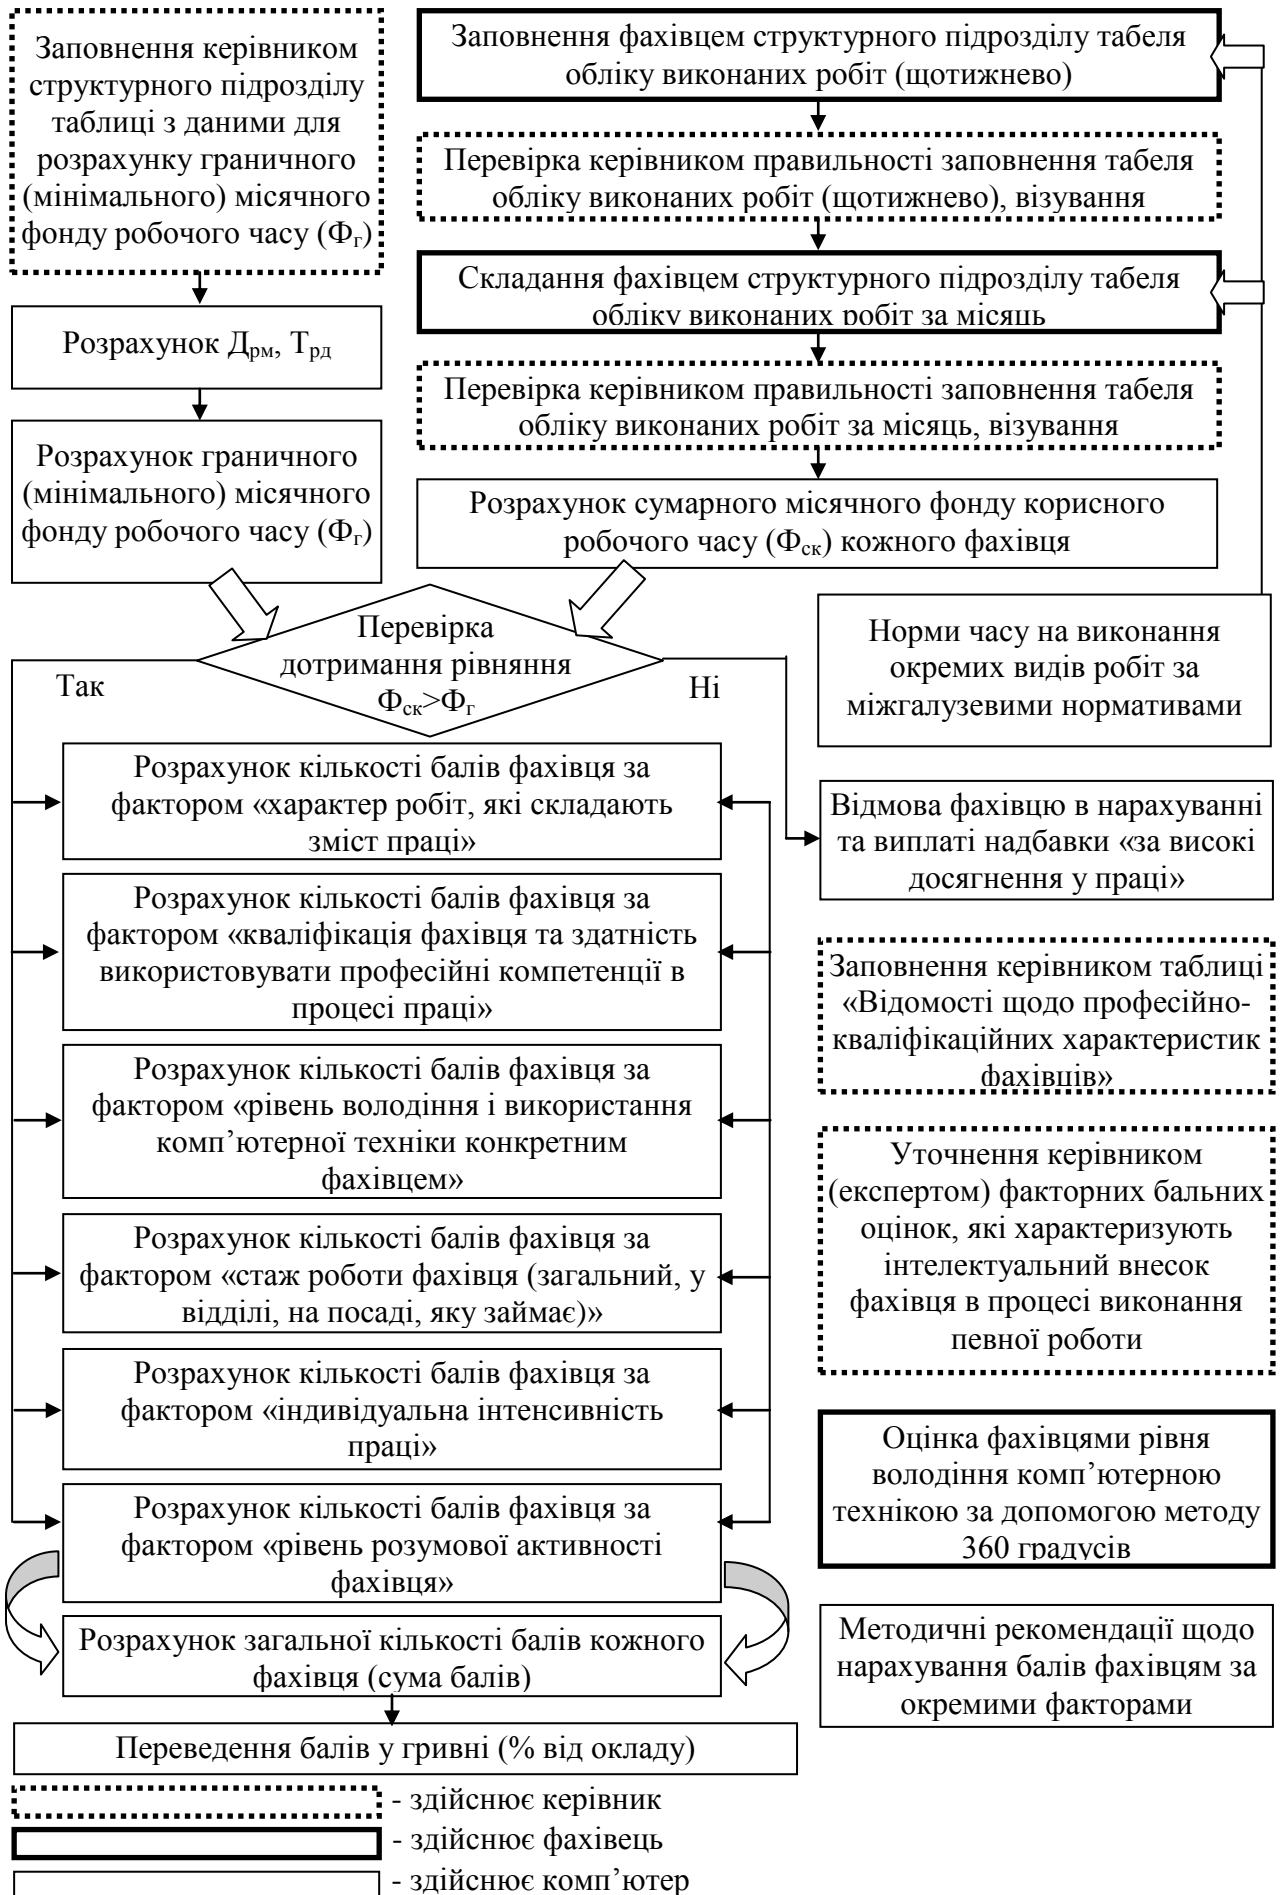 Заповнення керівником
структурного підрозділу
таблиці з даними для
розрахунку граничного
(мінімального) місячного
фонду робочого часу (Фг)
Розрахунок Дрм, Трд
Розрахунок граничного
(мінімального) місячного
фонду робочого часу (Фг)
Заповнення фахівцем структурного підрозділу табеля
обліку виконаних робіт (щотижнево)
Перевірка керівником правильності заповнення табеля
обліку виконаних робіт (щотижнево), візування
Складання фахівцем структурного підрозділу табеля
обліку виконаних робіт за місяць
Перевірка керівником правильності заповнення табеля
обліку виконаних робіт за місяць, візування
Розрахунок сумарного місячного фонду корисного
робочого часу (Фск) кожного фахівця
Перевірка
дотримання рівняння
Фск>Фг
Так
Ні
Норми часу на виконання
окремих видів робіт за
міжгалузевими нормативами
Розрахунок кількості балів фахівця за
фактором «характер робіт, які складають
зміст праці»
Розрахунок кількості балів фахівця за
фактором «кваліфікація фахівця та здатність
використовувати професійні компетенції в
процесі праці»
Розрахунок кількості балів фахівця за
фактором «рівень володіння і використання
комп’ютерної техніки конкретним
фахівцем»
Розрахунок кількості балів фахівця за
фактором «стаж роботи фахівця (загальний, у
відділі, на посаді, яку займає)»
Розрахунок кількості балів фахівця за
фактором «індивідуальна інтенсивність
праці»
Розрахунок кількості балів фахівця за
фактором «рівень розумової активності
фахівця»
Розрахунок загальної кількості балів кожного
фахівця (сума балів)
Переведення балів у гривні (% від окладу)
Відмова фахівцю в нарахуванні
та виплаті надбавки «за високі
досягнення у праці»
Заповнення керівником таблиці
«Відомості щодо професійно-
кваліфікаційних характеристик
фахівців»
Уточнення керівником
(експертом) факторних бальних
оцінок, які характеризують
інтелектуальний внесок
фахівця в процесі виконання
певної роботи
Оцінка фахівцями рівня
володіння комп’ютерною
технікою за допомогою методу
360 градусів
Методичні рекомендації щодо
нарахування балів фахівцям за
окремими факторами
- здійснює керівник
- здійснює фахівець
- здійснює комп’ютер